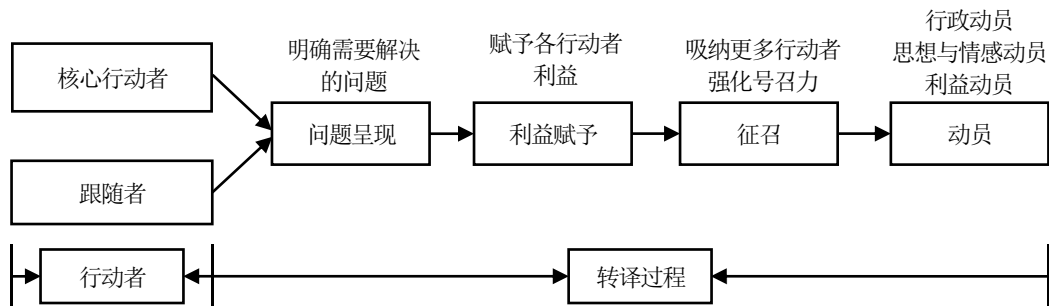 核心行动者
跟随者
明确需要解决
的问题
问题呈现
赋予各行动者
利益
利益赋予
吸纳更多行动者
强化号召力
征召
行政动员
思想与情感动员
利益动员
动员
行动者
转译过程